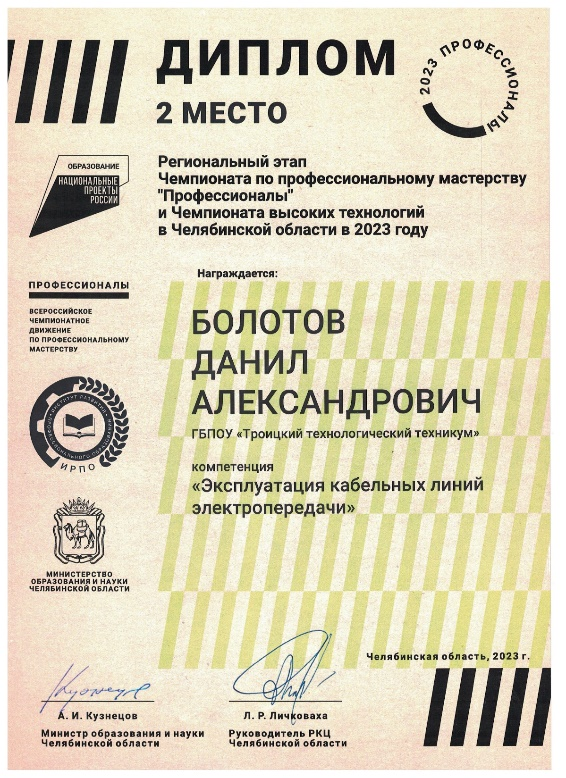 ДИПЛОМ
2 МЕСТО
2023 ПРОФЕССИОНАЛЫ
ОБРАЗОВАНИЕ
НАЦИОНАЛЬНЫЕ
ПРОЕКТЫ
РОССИИ
Региональный этап
Чемпионата по профессиональному мастерству
"Профессионалы"
и Чемпионата высоких технологий
в Челябинской области в 2023 году
ПРОФЕССИОНАЛЫ
ВСЕРОССИЙСКОЕ
ЧЕМПИОНАТНОЕ
ДВИЖЕНИЕ
ПО ПРОФЕССИОНАЛЬНОМУ
МАСТЕРСТВУ
Награждается:
БОЛОТОВ
ДАНИЛ
АЛЕКСАНДРОВИЧ
ГБПОУ «Троицкий технологический техникум»
компетенция
«Эксплуатация кабельных линий
электропередачи»
ИРПО
МИНИСТЕРСТВО
ОБРАЗОВАНИЯ И НАУКИ
ЧЕЛЯБИНСКОЙ ОБЛАСТИ
Челябинская область, 2023 г.
А. И. Кузнецов
Министр образования и науки
Челябинской области
Л. Р. Личковаха
Руководитель РКЦ
Челябинской области